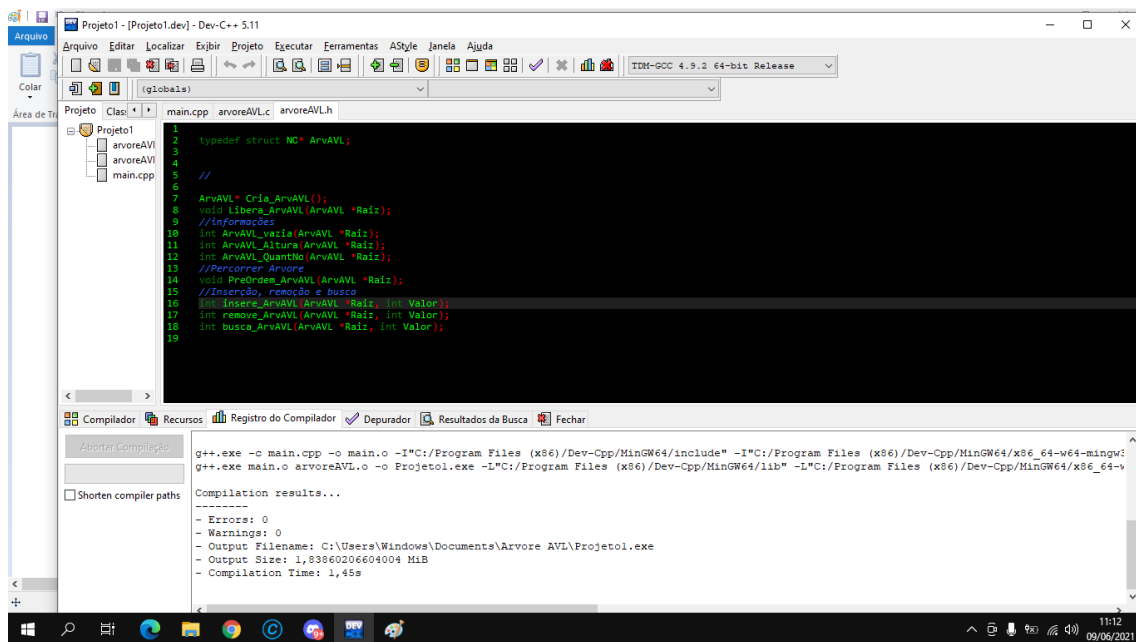 Arquivo
Colar
Área de Tra
Projeto1 - [Projeto1.dev] - Dev-C++ 5.11
Arquivo Editar Localizar Exibir Projeto Executar Ferramentas AStyle Janela Ajuda
TDM-GCC 4.9.2 64-bit Release
(globals)
Projeto Clas: main.cpp arvoreAVL.c arvoreAVL.h
Projeto1
arvoreAVI
arvoreAVI
main.cpp
1
2 typedef struct NO* ArvAVL;
3
4
5 //
6
7 ArvAVL* Cria_ArvAVL();
8 void Libera_ArvAVL(ArvAVL *Raiz);
9 //informações
10 int ArvAVL_vazia(ArvAVL *Raiz);
11 int ArvAVL_Altura(ArvAVL *Raiz);
12 int ArvAVL_QuantNo(ArvAVL *Raiz);
13 //Percorrer Arvore
14 void PreOrdem_ArvAVL(ArvAVL *Raiz);
15 //Inserção, remoção e busca
16 int insere_ArvAVL(ArvAVL *Raiz, int Valor);
17 int remove_ArvAVL(ArvAVL *Raiz, int Valor);
18 int busca_ArvAVL(ArvAVL *Raiz, int Valor);
19
Compilador Recursos Registro do Compilador Depurador Resultados da Busca Fechar
Abortar Compilação
Shorten compiler paths
g++.exe -c main.cpp -o main.o -I"C:/Program Files (x86)/Dev-Cpp/MinGW64/include" -I"C:/Program Files (x86)/Dev-Cpp/MinGW64/x86_64-w64-mingw3
g++.exe main.o arvoreAVL.o -o Projeto1.exe -L"C:/Program Files (x86)/Dev-Cpp/MinGW64/lib" -L"C:/Program Files (x86)/Dev-Cpp/MinGW64/x86_64-w
Compilation results...
--------
- Errors: 0
- Warnings: 0
- Output Filename: C:\Users\Windows\Documents\Arvore AVL\Projeto1.exe
- Output Size: 1,83860206604004 MiB
- Compilation Time: 1,45s
DEV
11:12
09/06/2021